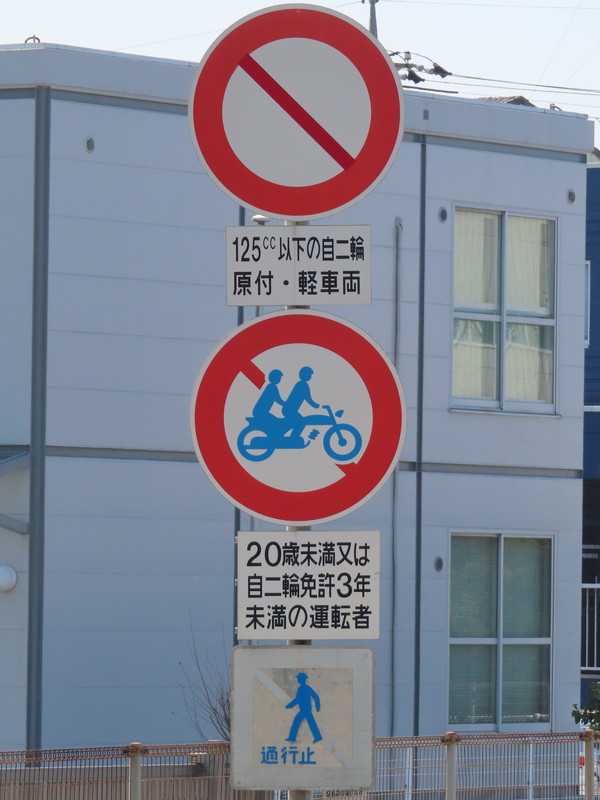 125cc以下の自二輪
原付・軽車両
20歳未満又は
自二輪免許3年
未満の運転者
通行止